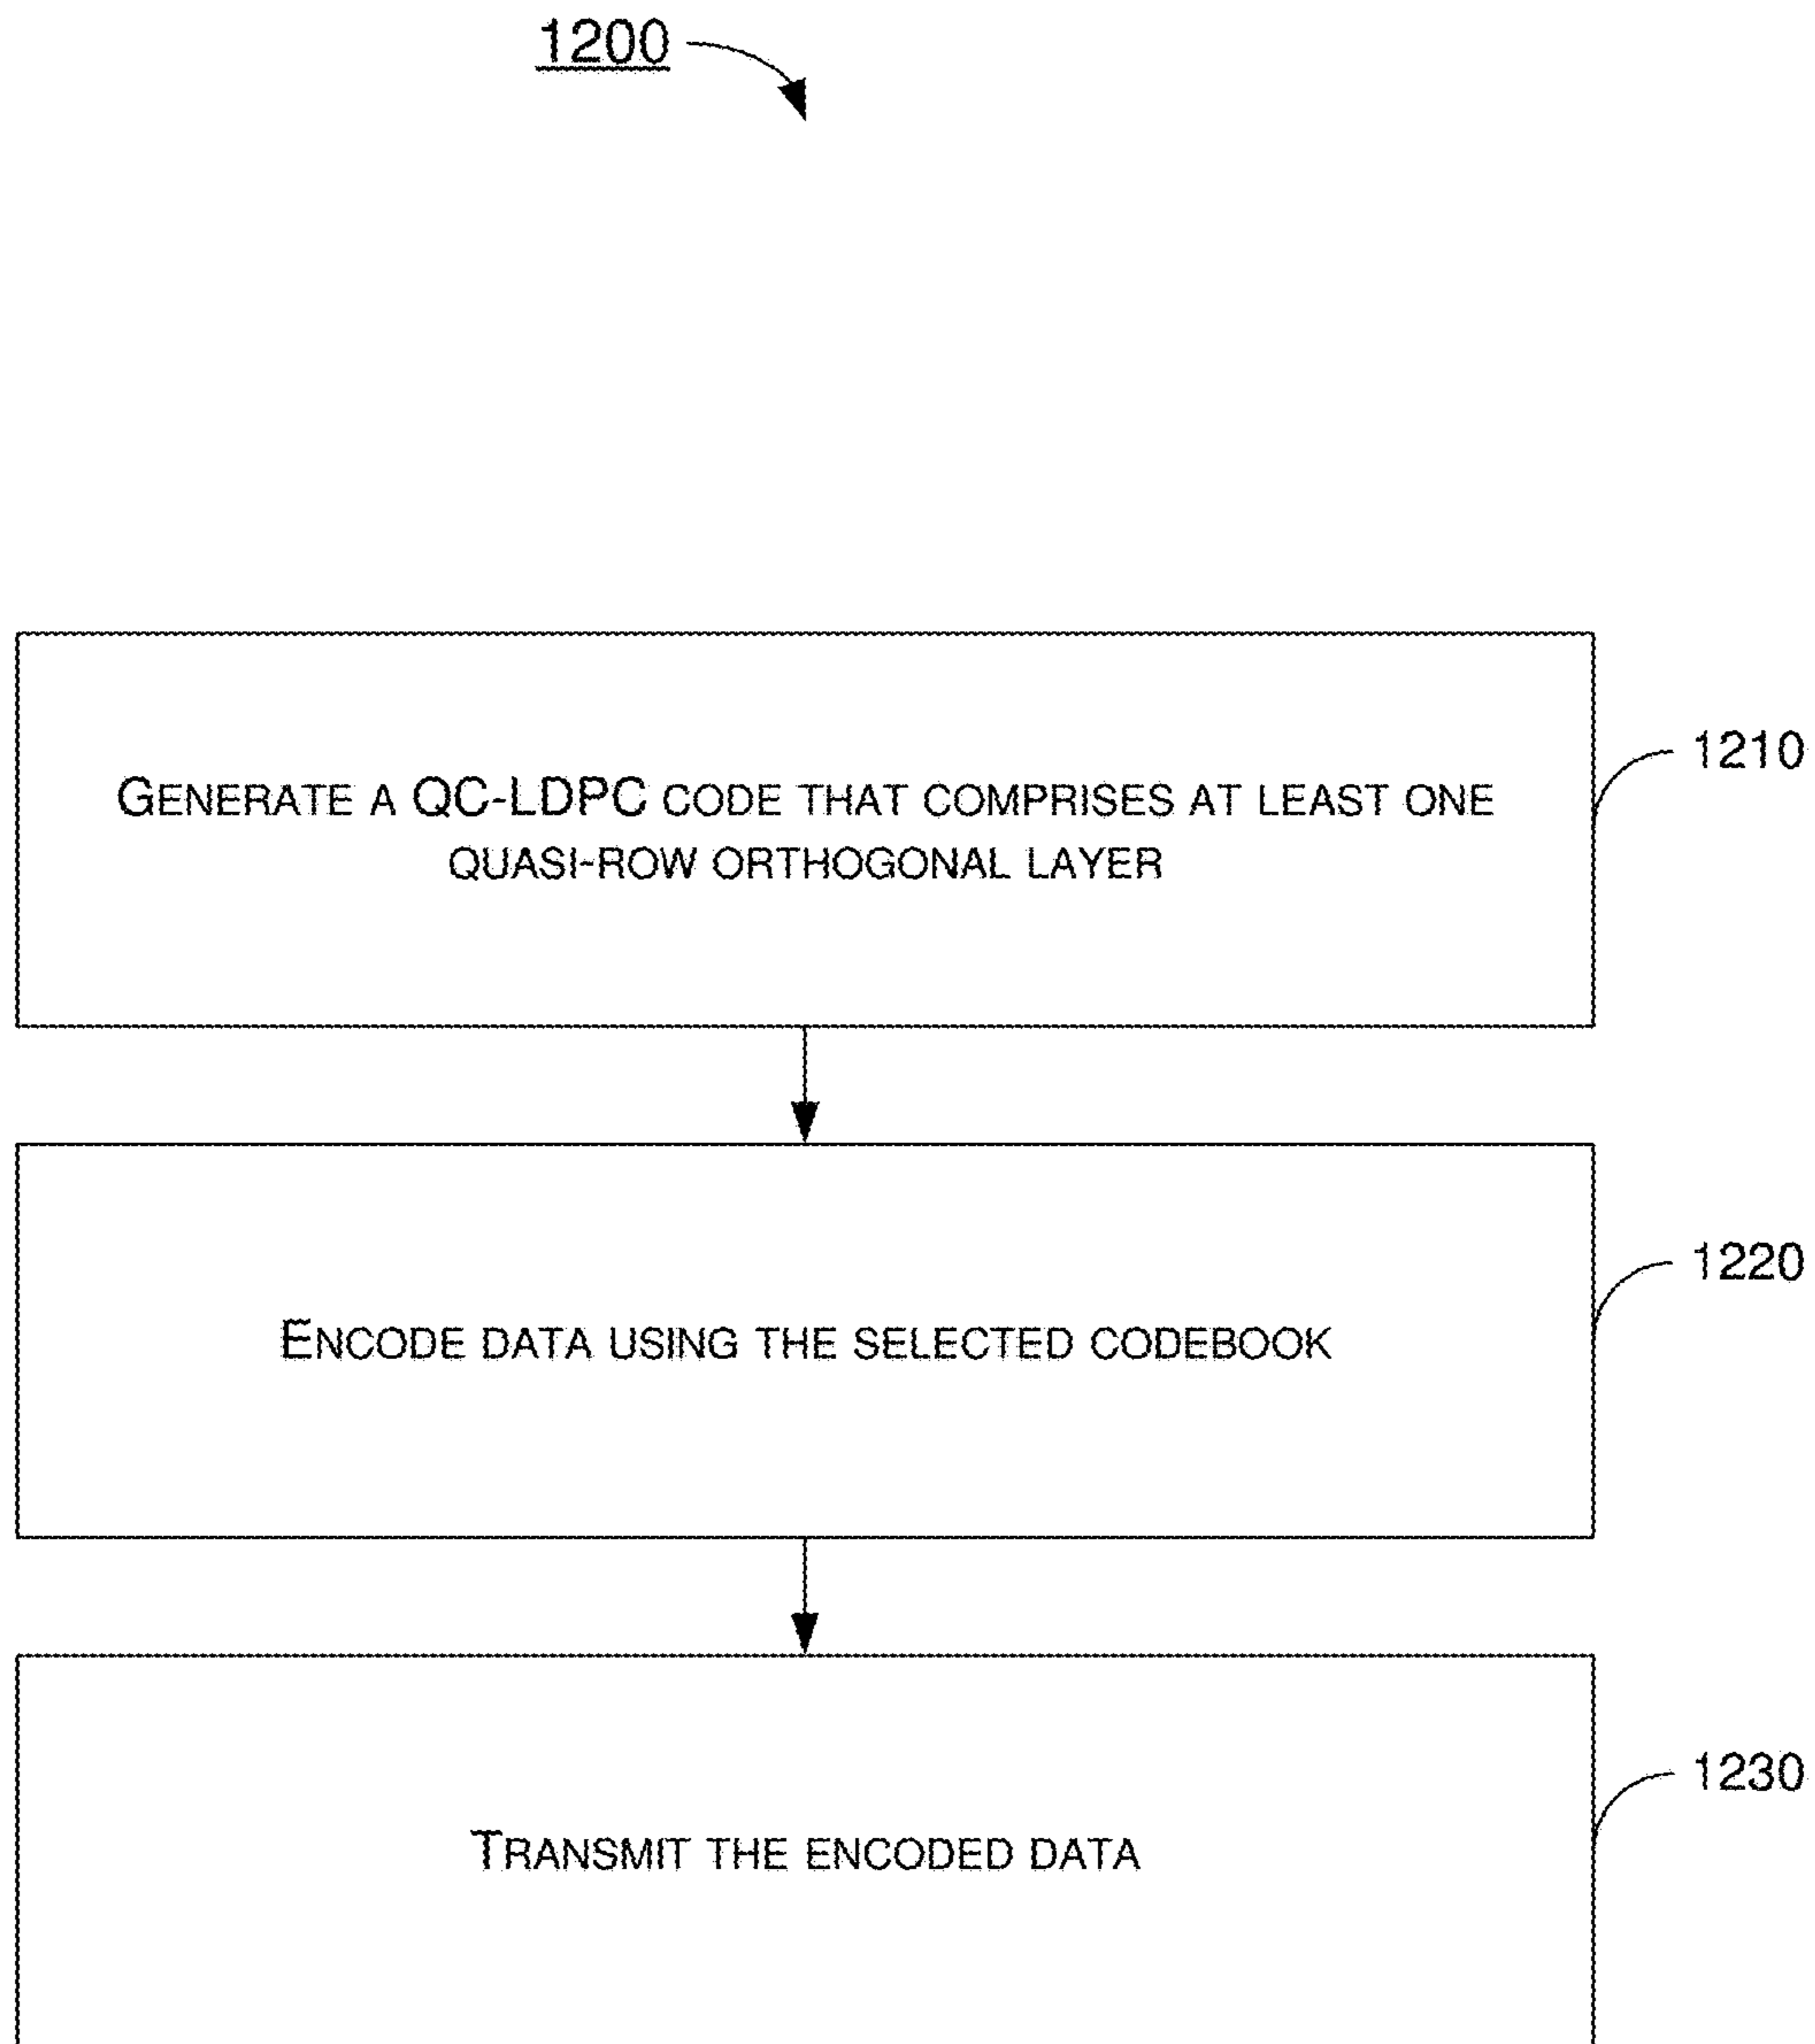 1200
GENERATE A QC-LDPC CODE THAT COMPRISES AT LEAST ONE
QUASI-ROW ORTHOGONAL LAYER
1210
ENCODE DATA USING THE SELECTED CODEBOOK
1220
TRANSMIT THE ENCODED DATA
1230